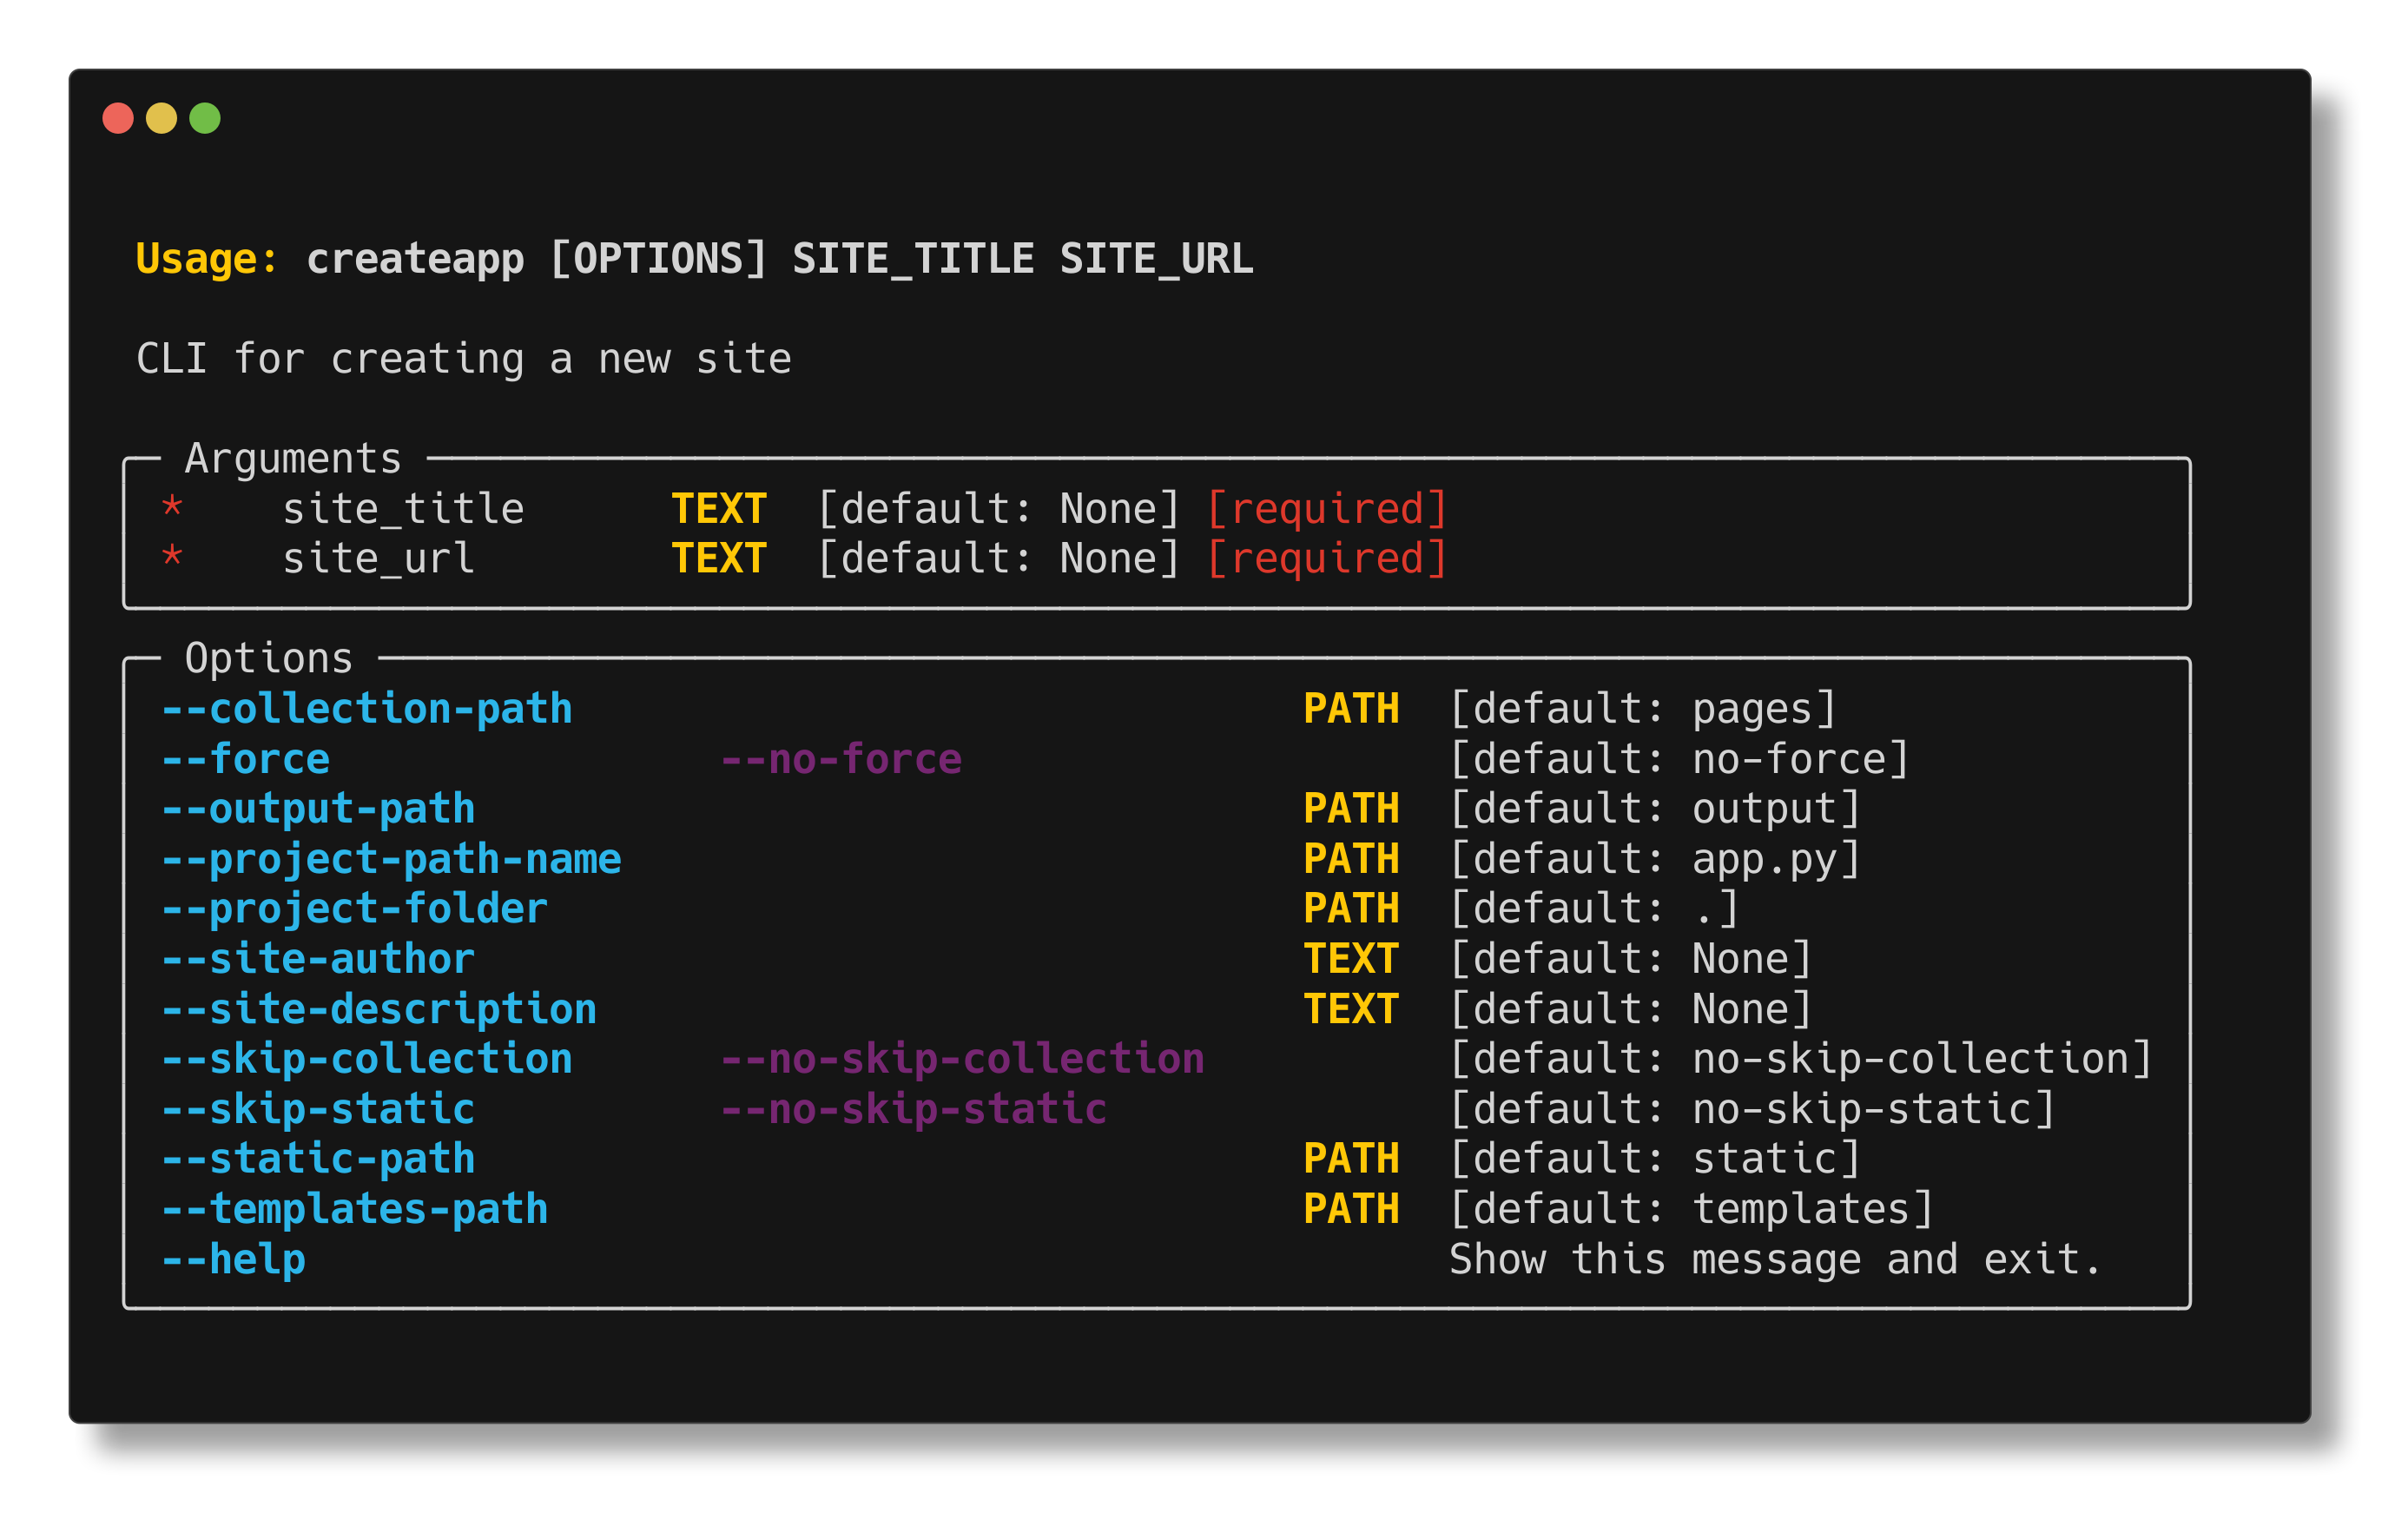 Usage: createapp [OPTIONS] SITE_TITLE SITE_URL
CLI for creating a new site
Arguments
* site_title TEXT [default: None] [required]
* site_url TEXT [default: None] [required]
Options
--collection-path PATH [default: pages]
--force --no-force [default: no-force]
--output-path PATH [default: output]
--project-path-name PATH [default: app.py]
--project-folder PATH [default: .]
--site-author TEXT [default: None]
--site-description TEXT [default: None]
--skip-collection --no-skip-collection [default: no-skip-collection]
--skip-static --no-skip-static [default: no-skip-static]
--static-path PATH [default: static]
--templates-path PATH [default: templates]
--help Show this message and exit.